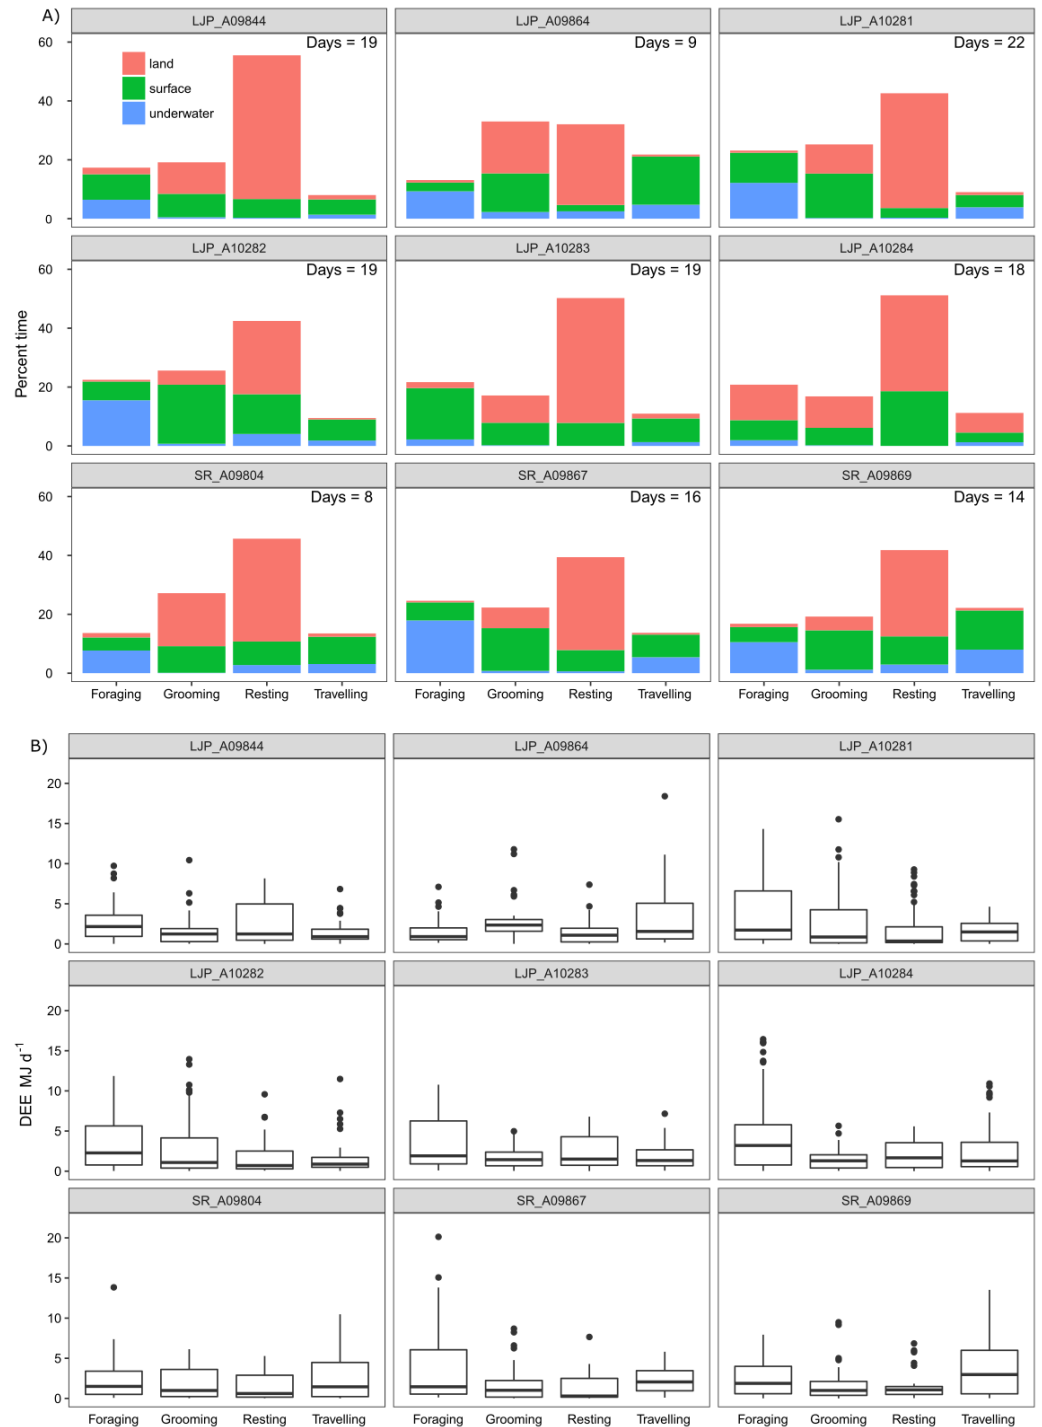 A)
LJP_A09844 LJP_A09864 LJP_A10281
60 Days = 19 Days = 9 Days = 22
land
surface
underwater
40
20
0
LJP_A10282 LJP_A10283 LJP_A10284
60 Days = 19 Days = 19 Days = 18
40
20
0
Percent time
SR_A09804 SR_A09867 SR_A09869
60 Days = 8 Days = 16 Days = 14
40
20
0
Foraging Grooming Resting Travelling Foraging Grooming Resting Travelling Foraging Grooming Resting Travelling
B)
LJP_A09844 LJP_A09864 LJP_A10281
20
15
10
5
0
LJP_A10282 LJP_A10283 LJP_A10284
20
15
10
5
0
DEE MJ d⁻¹
SR_A09804 SR_A09867 SR_A09869
20
15
10
5
0
Foraging Grooming Resting Travelling Foraging Grooming Resting Travelling Foraging Grooming Resting Travelling